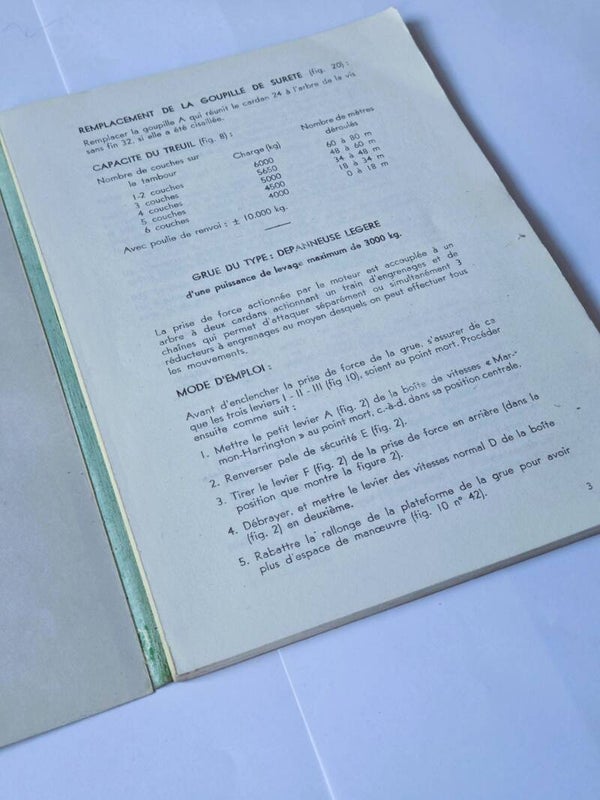 REMPLACEMENT DE LA GOUPILLE DE SURETE (fig. 20) :
Remplacer la goupille A qui réunit le cardan 24 à l'arbre de la vis
sans fin 32, si elle a été cisaillée.
CAPACITE DU TREUIL (fig. 8) :
Nombre de couches sur le tambour Charge (kg) Nombre de mètres déroulés
1-2 couches 6000 60 à 80 m
3 couches 5650 48 à 60 m
4 couches 5000 34 à 48 m
5 couches 4500 18 à 34 m
6 couches 4000 0 à 18 m
Avec poulie de renvoi : ± 10.000 kg.
GRUE DU TYPE : DEPANNEUSE LEGERE
d'une puissance de levage maximum de 3000 kg.
La prise de force actionnée par le moteur est accouplée à un
arbre à deux cardans actionnant un train d'engrenages et de
chaînes qui permet d'attaquer séparément ou simultanément 3
réducteurs à engrenages au moyen desquels on peut effectuer tous
les mouvements.
MODE D'EMPLOI :
Avant d'enclencher la prise de force de la grue, s'assurer de ca
que les trois leviers I - II - III (fig 10), soient au point mort. Procéder
ensuite comme suit :
1. Mettre le petit levier A (fig. 2) de la boîte de vitesses « Mar-
mon-Harrington » au point mort, c.-à-d. dans sa position centrale.
2. Renverser pale de sécurité E (fig. 2).
3. Tirer le levier F (fig. 2) de la prise de force en arrière (dans la
position que montre la figure 2).
4. Débrayer, et mettre le levier des vitesses normal D de la boîte
(fig. 2) en deuxième.
5. Rabattre la rallonge de la plateforme de la grue pour avoir
plus d'espace de manœuvre (fig. 10 n° 42).
3